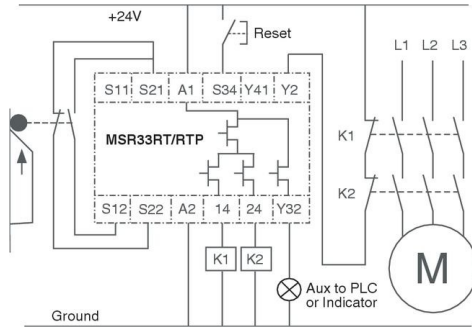 +24V
Reset
L1 L2 L3
S11 S21 A1 S34 Y41 Y2
MSR33RT/RTP
K1
K2
S12 S22 A2 14 24 Y32
K1 K2
M
Aux to PLC
or Indicator
Ground